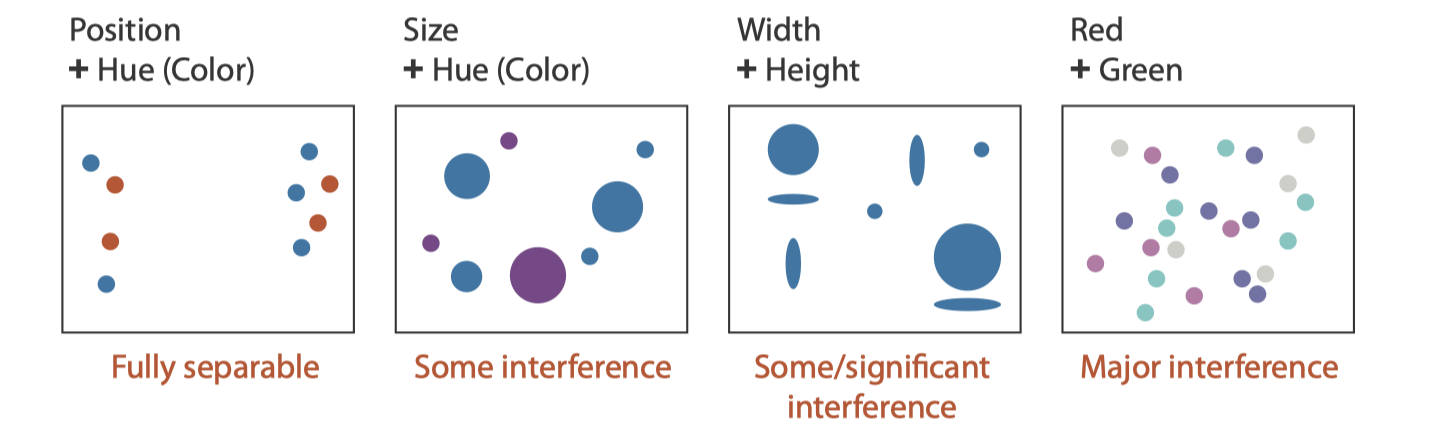 Position
+ Hue (Color)
Size
+ Hue (Color)
Width
+ Height
Red
+ Green
Fully separable
Some interference
Some/significant
interference
Major interference